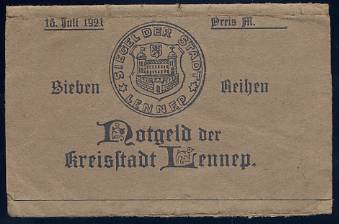 15. Juli 1921 Preis M.
SIEGEL DER STADT
LENNEP
Sieben Reihen
Notgeld der
Kreisstadt Lennep.